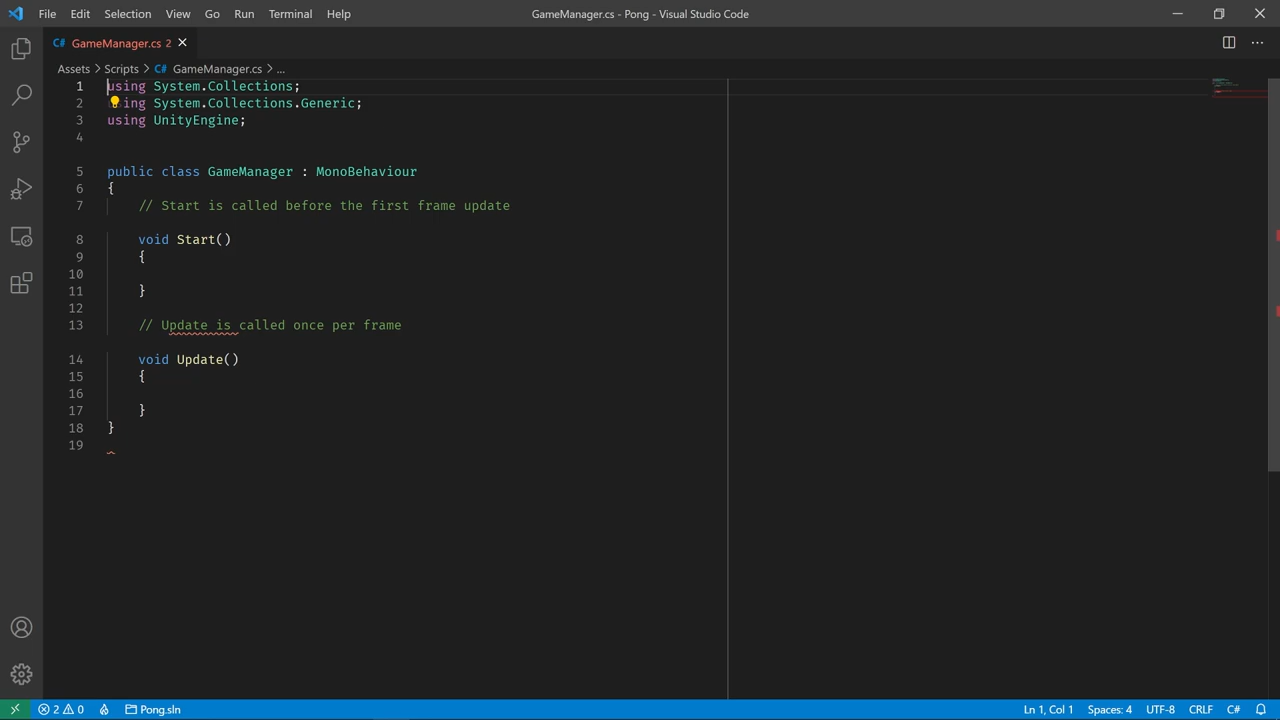 File Edit Selection View Go Run Terminal Help GameManager.cs - Pong - Visual Studio Code
C# GameManager.cs 2
Assets > Scripts > C# GameManager.cs > ...
1 using System.Collections;
2 ing System.Collections.Generic;
3 using UnityEngine;
4
5 public class GameManager : MonoBehaviour
6 {
7 // Start is called before the first frame update
8 void Start()
9 {
10
11 }
12
13 // Update is called once per frame
14 void Update()
15 {
16
17 }
18 }
19
2 0 Pong.sln Ln 1, Col 1 Spaces: 4 UTF-8 CRLF C#